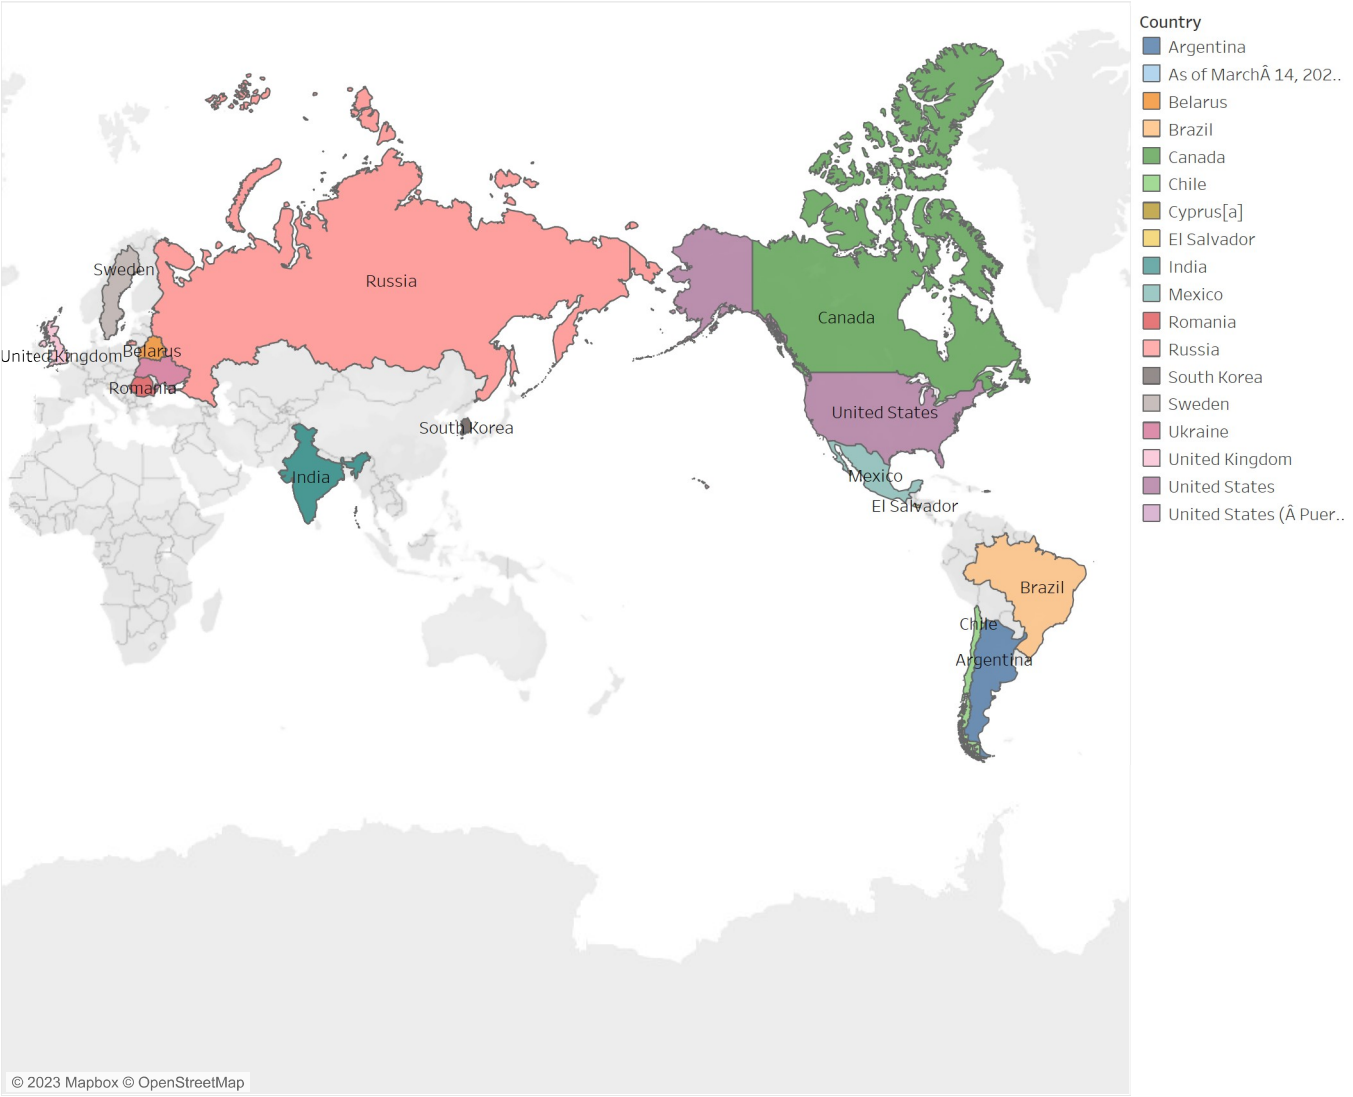 Country
Argentina
As of MarchÂ 14, 202..
Belarus
Brazil
Canada
Chile
Cyprus[a]
El Salvador
India
Mexico
Romania
Russia
South Korea
Sweden
Ukraine
United Kingdom
United States
United States (Â Puer..
Sweden
Russia
Canada
United Kingdom
Belarus
Romania
United States
South Korea
India
Mexico
El Salvador
Brazil
Chile
Argentina
© 2023 Mapbox © OpenStreetMap